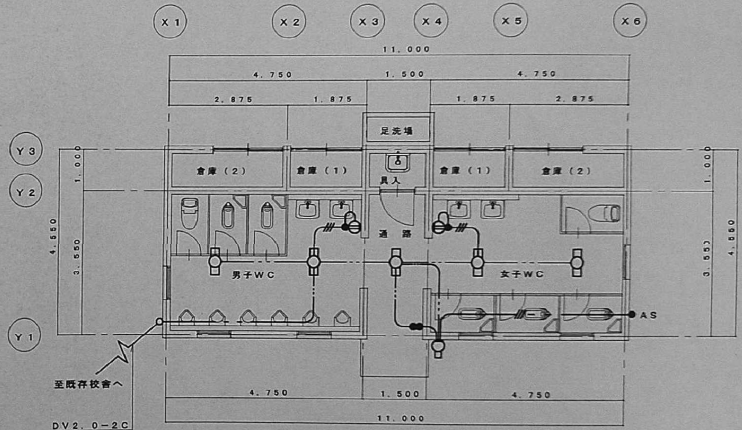 X1 X2 X3 X4 X5 X6
11.000
4.750 1.500 4.750
2.875 1.875 1.875 2.875
足洗場
Y3
倉庫(2) 倉庫(1) 倉庫(1) 倉庫(2)
1.000 1.000
Y2
具入
通路
4.550 3.550 3.550 4.550
男子WC 女子WC
AS
Y1
至既存校舎へ
4.750 1.500 4.750
11.000
DV2.0-2C